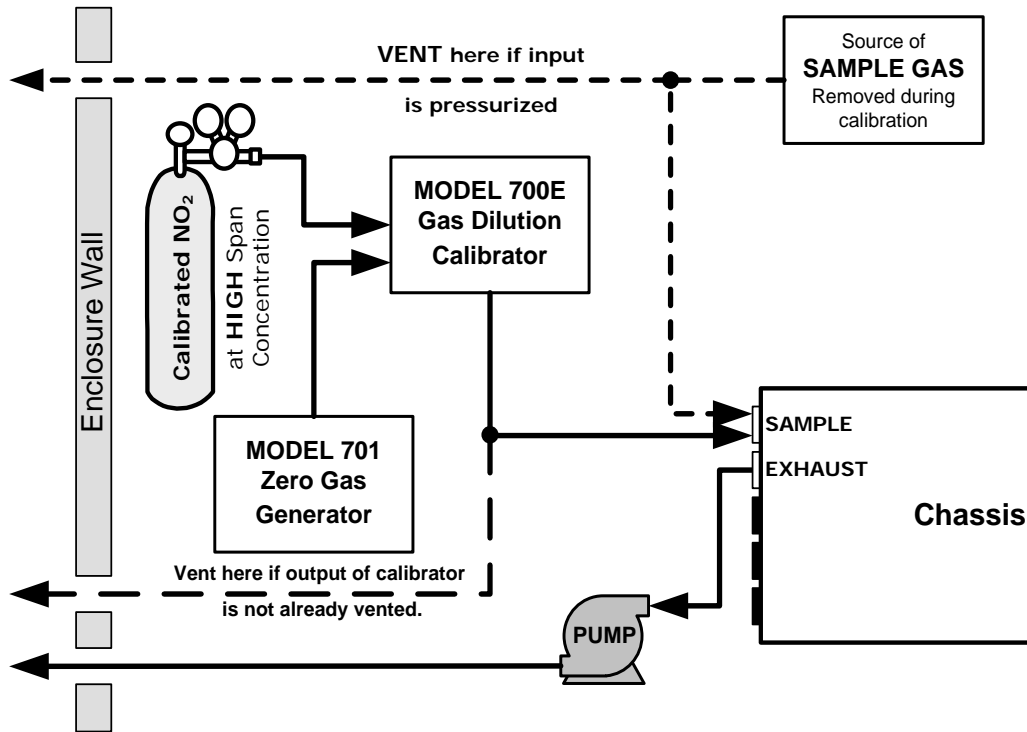 VENT here if input
is pressurized
Source of
SAMPLE GAS
Removed during
calibration
Enclosure Wall
Calibrated NO₂
at HIGH Span
Concentration
MODEL 700E
Gas Dilution
Calibrator
MODEL 701
Zero Gas
Generator
SAMPLE
EXHAUST
Chassis
Vent here if output of calibrator
is not already vented.
PUMP